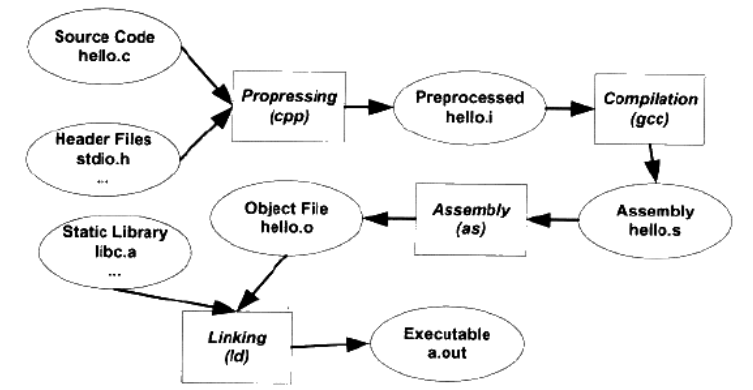 Source Code
hello.c
Propressing
(cpp)
Preprocessed
hello.i
Compilation
(gcc)
Header Files
stdio.h
...
Object File
hello.o
Assembly
(as)
Assembly
hello.s
Static Library
libc.a
...
Linking
(ld)
Executable
a.out